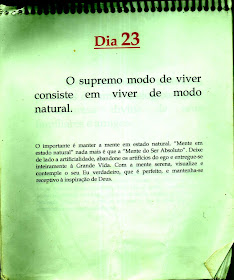 Dia 23
O supremo modo de viver
consiste em viver de modo
natural.
O importante é manter a mente em estado natural. "Mente em
estado natural" nada mais é que a "Mente do Ser Absoluto". Deixe
de lado a artificialidade, abandone os artifícios do ego e entregue-se
inteiramente à Grande Vida. Com a mente serena, visualize e
contemple o seu Eu verdadeiro, que é perfeito, e mantenha-se
receptivo à inspiração de Deus.